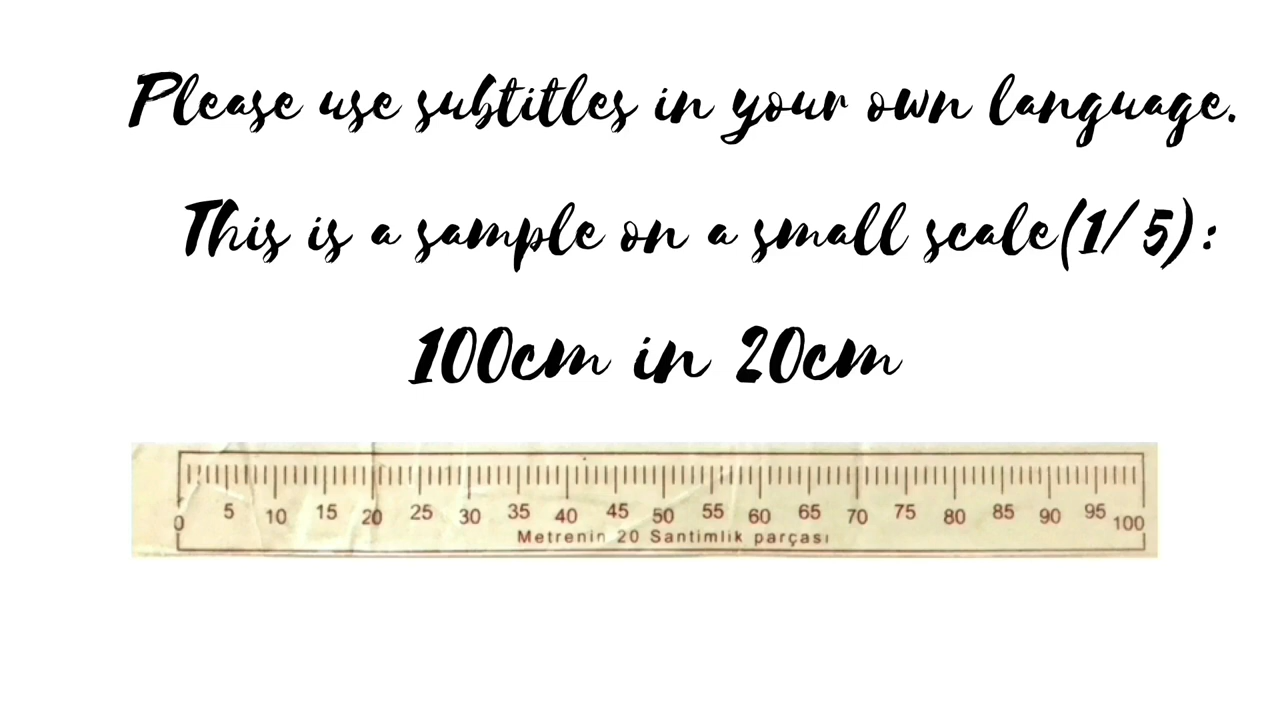 Please use subtitles in your own language.
This is a sample on a small scale(1/5):
100cm in 20cm
0 5 10 15 20 25 30 35 40 45 50 55 60 65 70 75 80 85 90 95 100
Metrenin 20 Santimlik parçası